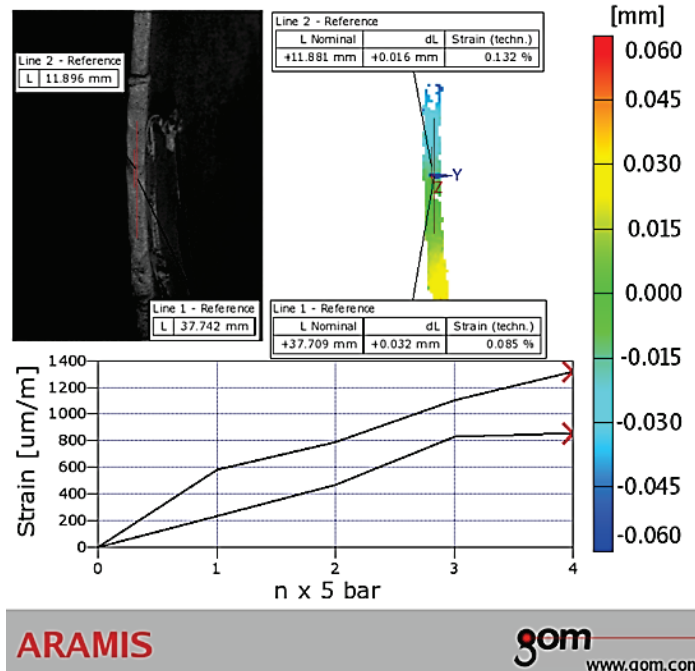 Line 2 - Reference
L 11.896 mm
Line 1 - Reference
L 37.742 mm
Line 2 - Reference
L Nominal dL Strain (techn.)
+11.881 mm +0.016 mm 0.132 %
Y
Z
Line 1 - Reference
L Nominal dL Strain (techn.)
+37.709 mm +0.032 mm 0.085 %
[mm]
0.060
0.045
0.030
0.015
0.000
-0.015
-0.030
-0.045
-0.060
Strain [um/m]
1400
1200
1000
800
600
400
200
0
0 1 2 3 4
n x 5 bar
ARAMIS
gom
www.gom.com